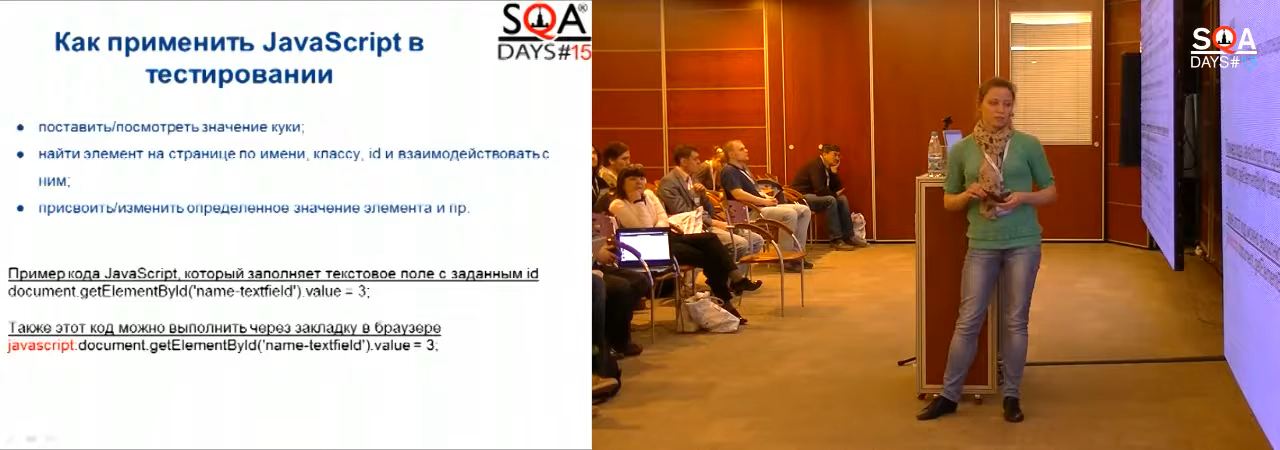 Как применить JavaScript в
тестировании
SQA®
DAYS#15
поставить/посмотреть значение куки;
найти элемент на странице по имени, классу, id и взаимодействовать с
ним;
присвоить/изменить определенное значение элемента и пр.
Пример кода JavaScript, который заполняет текстовое поле с заданным id
document.getElementById('name-textfield').value = 3;
Также этот код можно выполнить через закладку в браузере
javascript:document.getElementById('name-textfield').value = 3;
SQA
DAYS#15